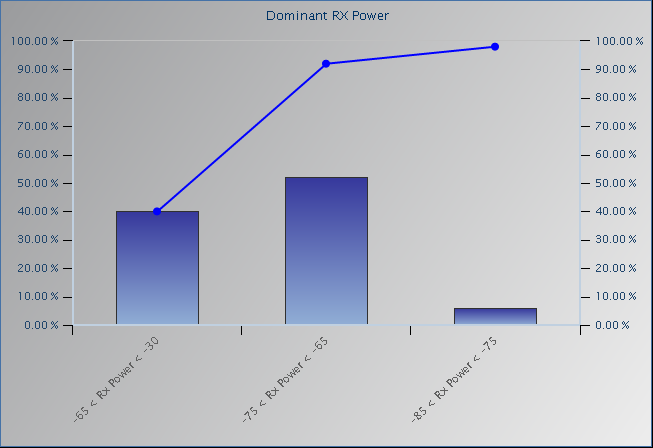 Dominant RX Power
100.00 % 100.00 %
90.00 % 90.00 %
80.00 % 80.00 %
70.00 % 70.00 %
60.00 % 60.00 %
50.00 % 50.00 %
40.00 % 40.00 %
30.00 % 30.00 %
20.00 % 20.00 %
10.00 % 10.00 %
0.00 % 0.00 %
-65 < Rx Power < -30
-75 < Rx Power < -65
-85 < Rx Power < -75